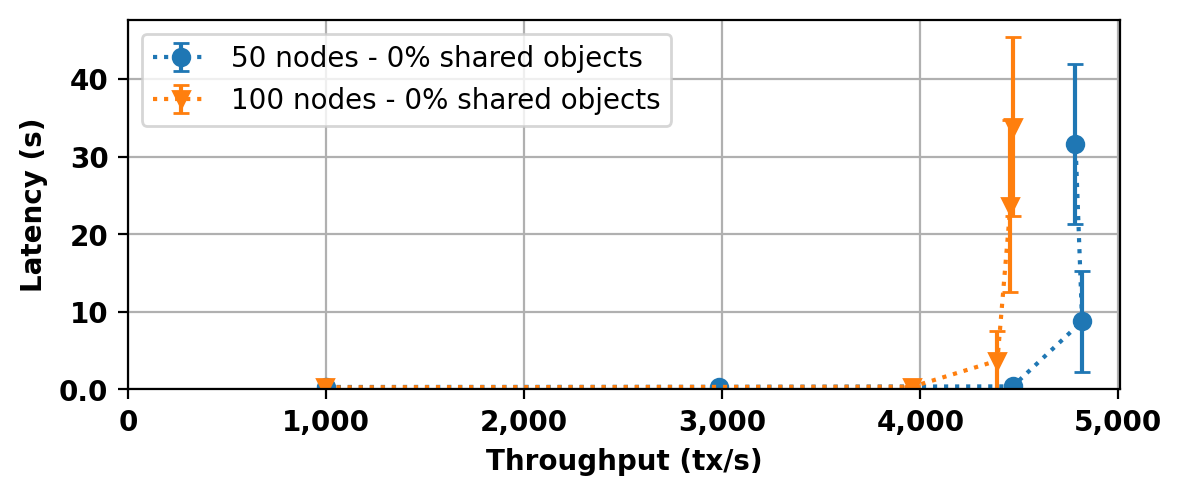 50 nodes - 0% shared objects
100 nodes - 0% shared objects
Latency (s)
40
30
20
10
0.0
0 1,000 2,000 3,000 4,000 5,000
Throughput (tx/s)